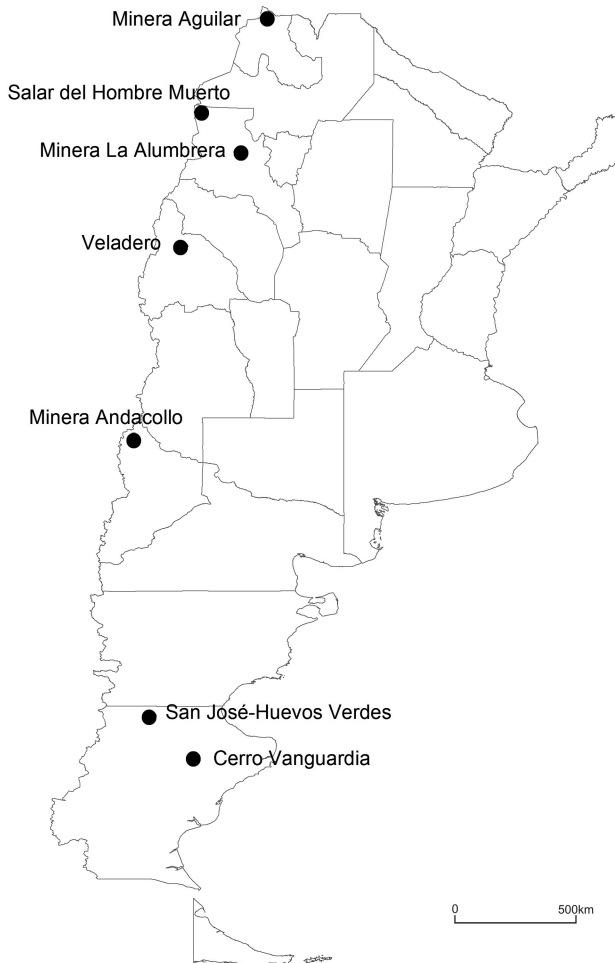 Minera Aguilar
Salar del Hombre Muerto
Minera La Alumbrera
Veladero
Minera Andacollo
San José-Huevos Verdes
Cerro Vanguardia
0 500km